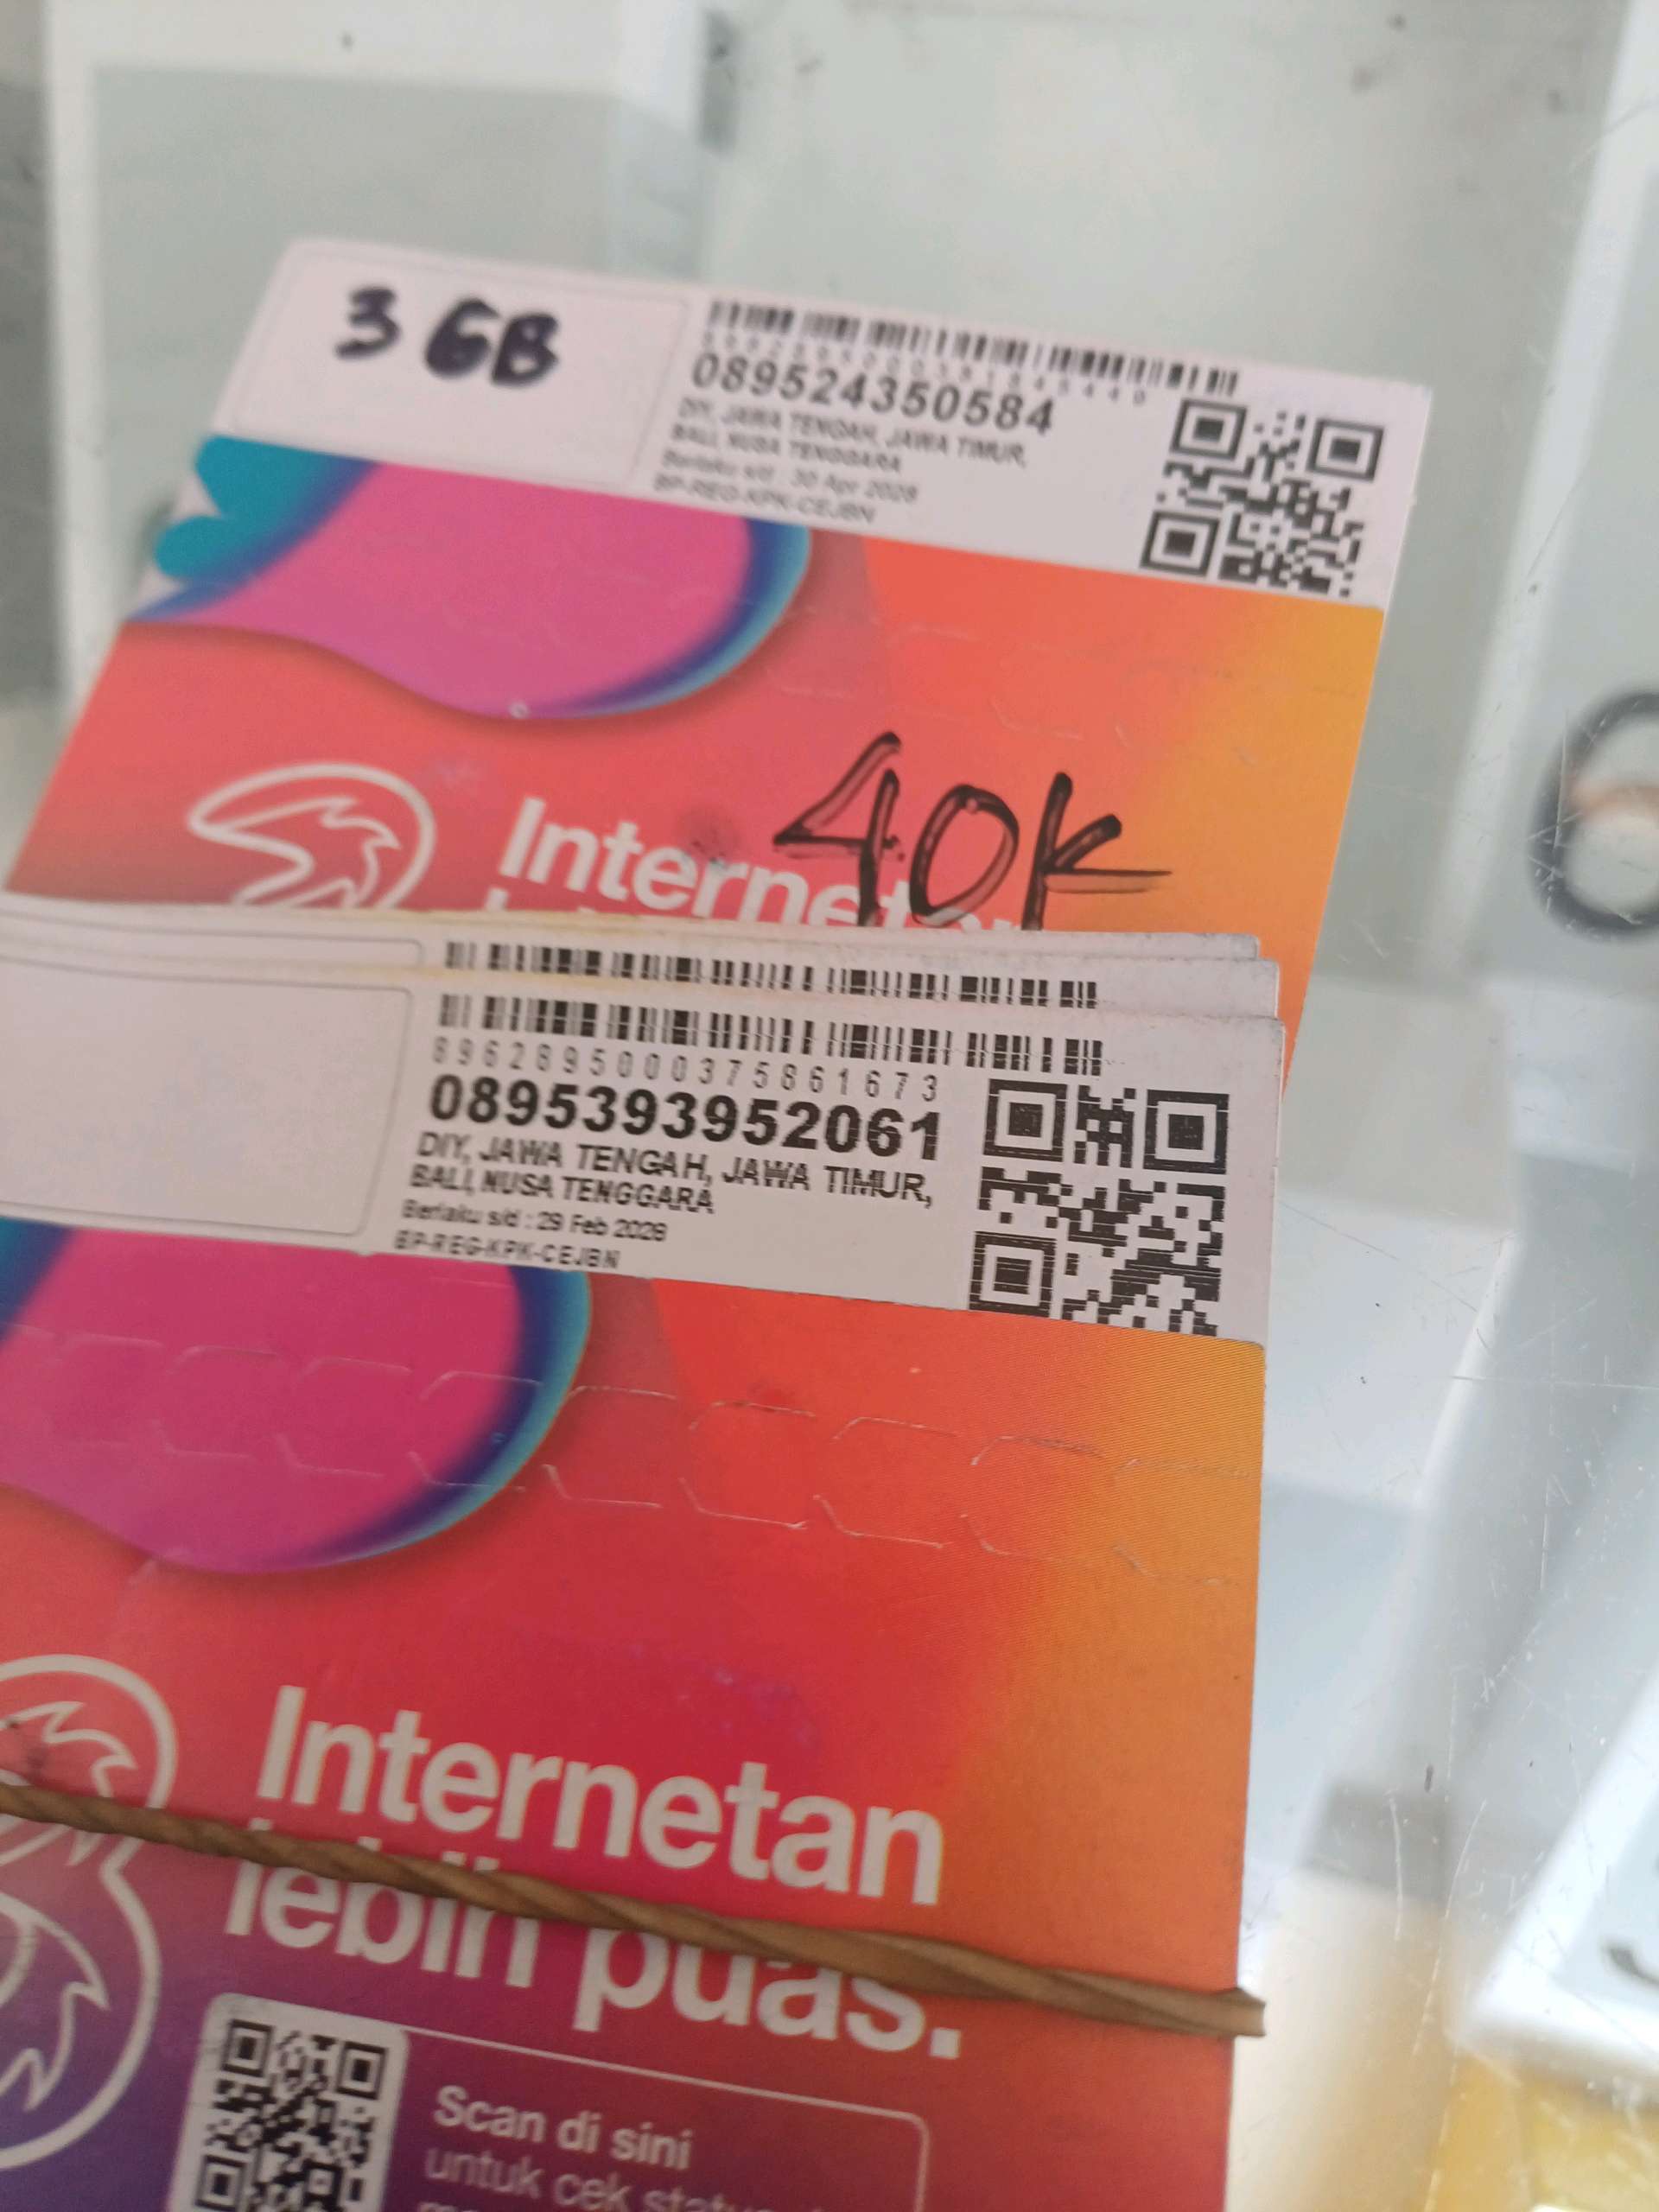 3 GB
089524350584
DIY, JAWA TENGAH, JAWA TIMUR,
BALI, NUSA TENGGARA
Berlaku s/d : 30 Apr 2028
BP-REG-KPK-CEJBN
40K
Internetan
8962895000375861673
0895393952061
DIY, JAWA TENGAH, JAWA TIMUR,
BALI, NUSA TENGGARA
Berlaku s/d : 29 Feb 2028
BP-REG-KPK-CEJBN
Internetan
lebih puas.
Scan di sini
untuk cek status